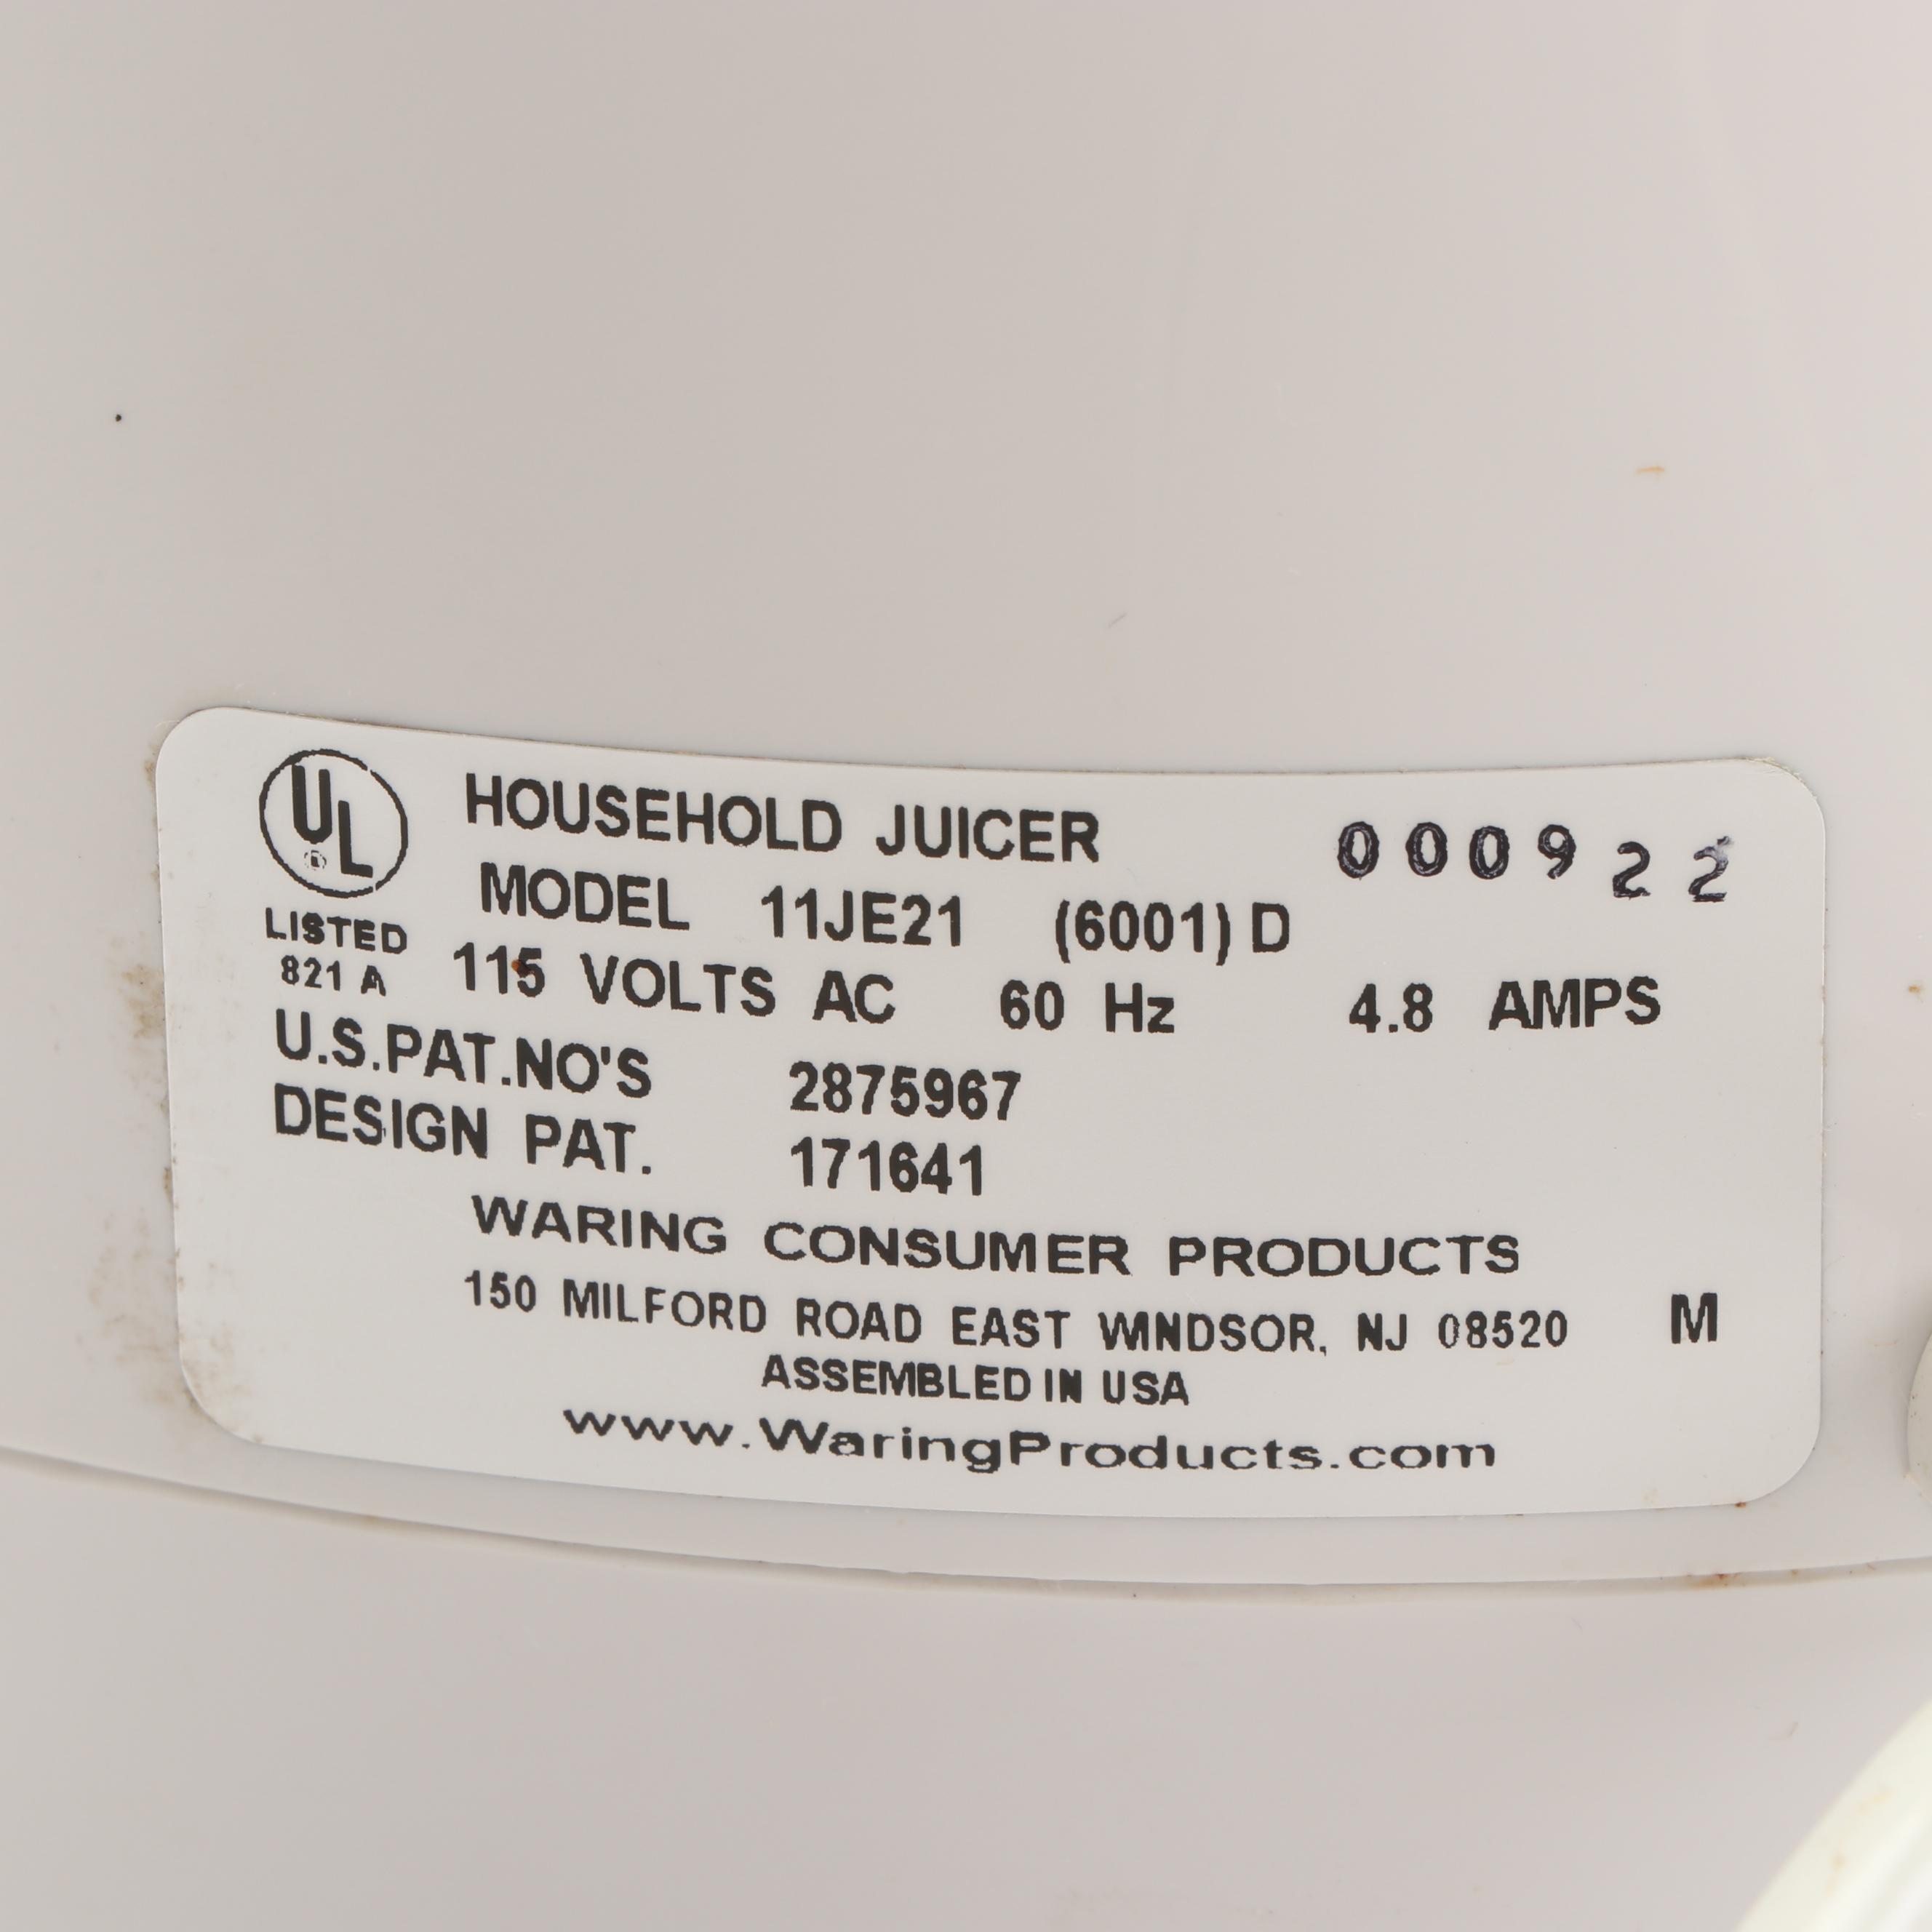 UL
LISTED
821 A
HOUSEHOLD JUICER
000922
MODEL 11JE21 (6001) D
115 VOLTS AC 60 Hz 4.8 AMPS
U.S.PAT.NO'S 2875967
DESIGN PAT. 171641
WARING CONSUMER PRODUCTS
150 MILFORD ROAD EAST WINDSOR, NJ 08520 M
ASSEMBLED IN USA
www.WaringProducts.com